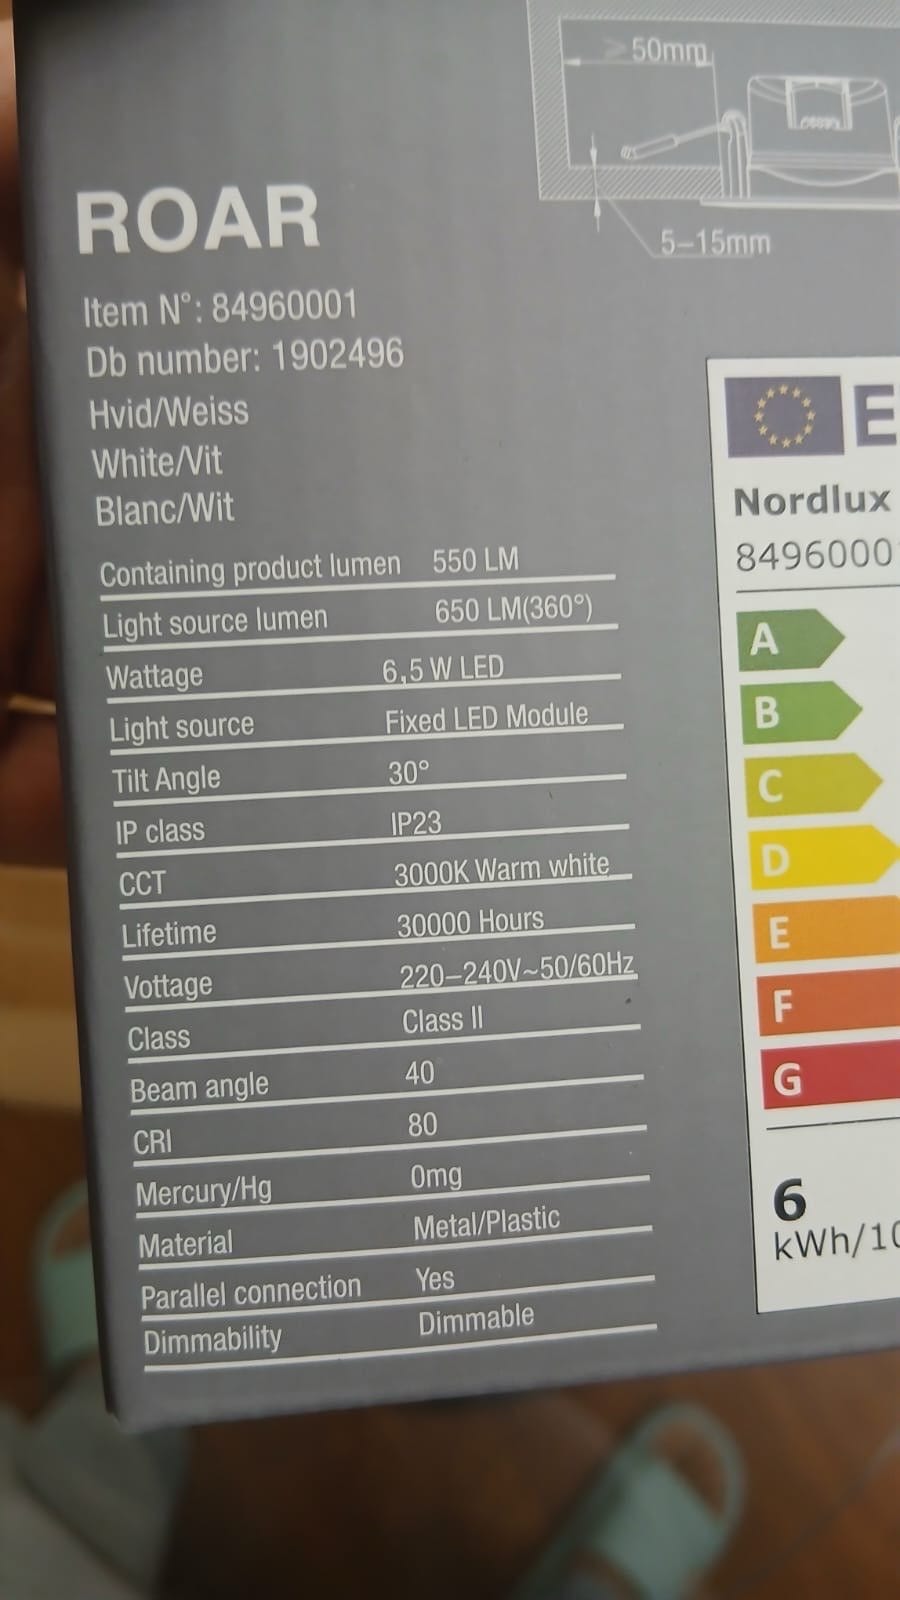 ≥50mm
5–15mm
ROAR
Item N°: 84960001
Db number: 1902496
Hvid/Weiss
White/Vit
Blanc/Wit
Containing product lumen 550 LM
Light source lumen 650 LM(360°)
Wattage 6,5 W LED
Light source Fixed LED Module
Tilt Angle 30°
IP class IP23
CCT 3000K Warm white
Lifetime 30000 Hours
Vottage 220–240V~50/60Hz
Class Class II
Beam angle 40
CRI 80
Mercury/Hg 0mg
Material Metal/Plastic
Parallel connection Yes
Dimmability Dimmable
E
Nordlux
8496000
A
B
C
D
E
F
G
6
kWh/10